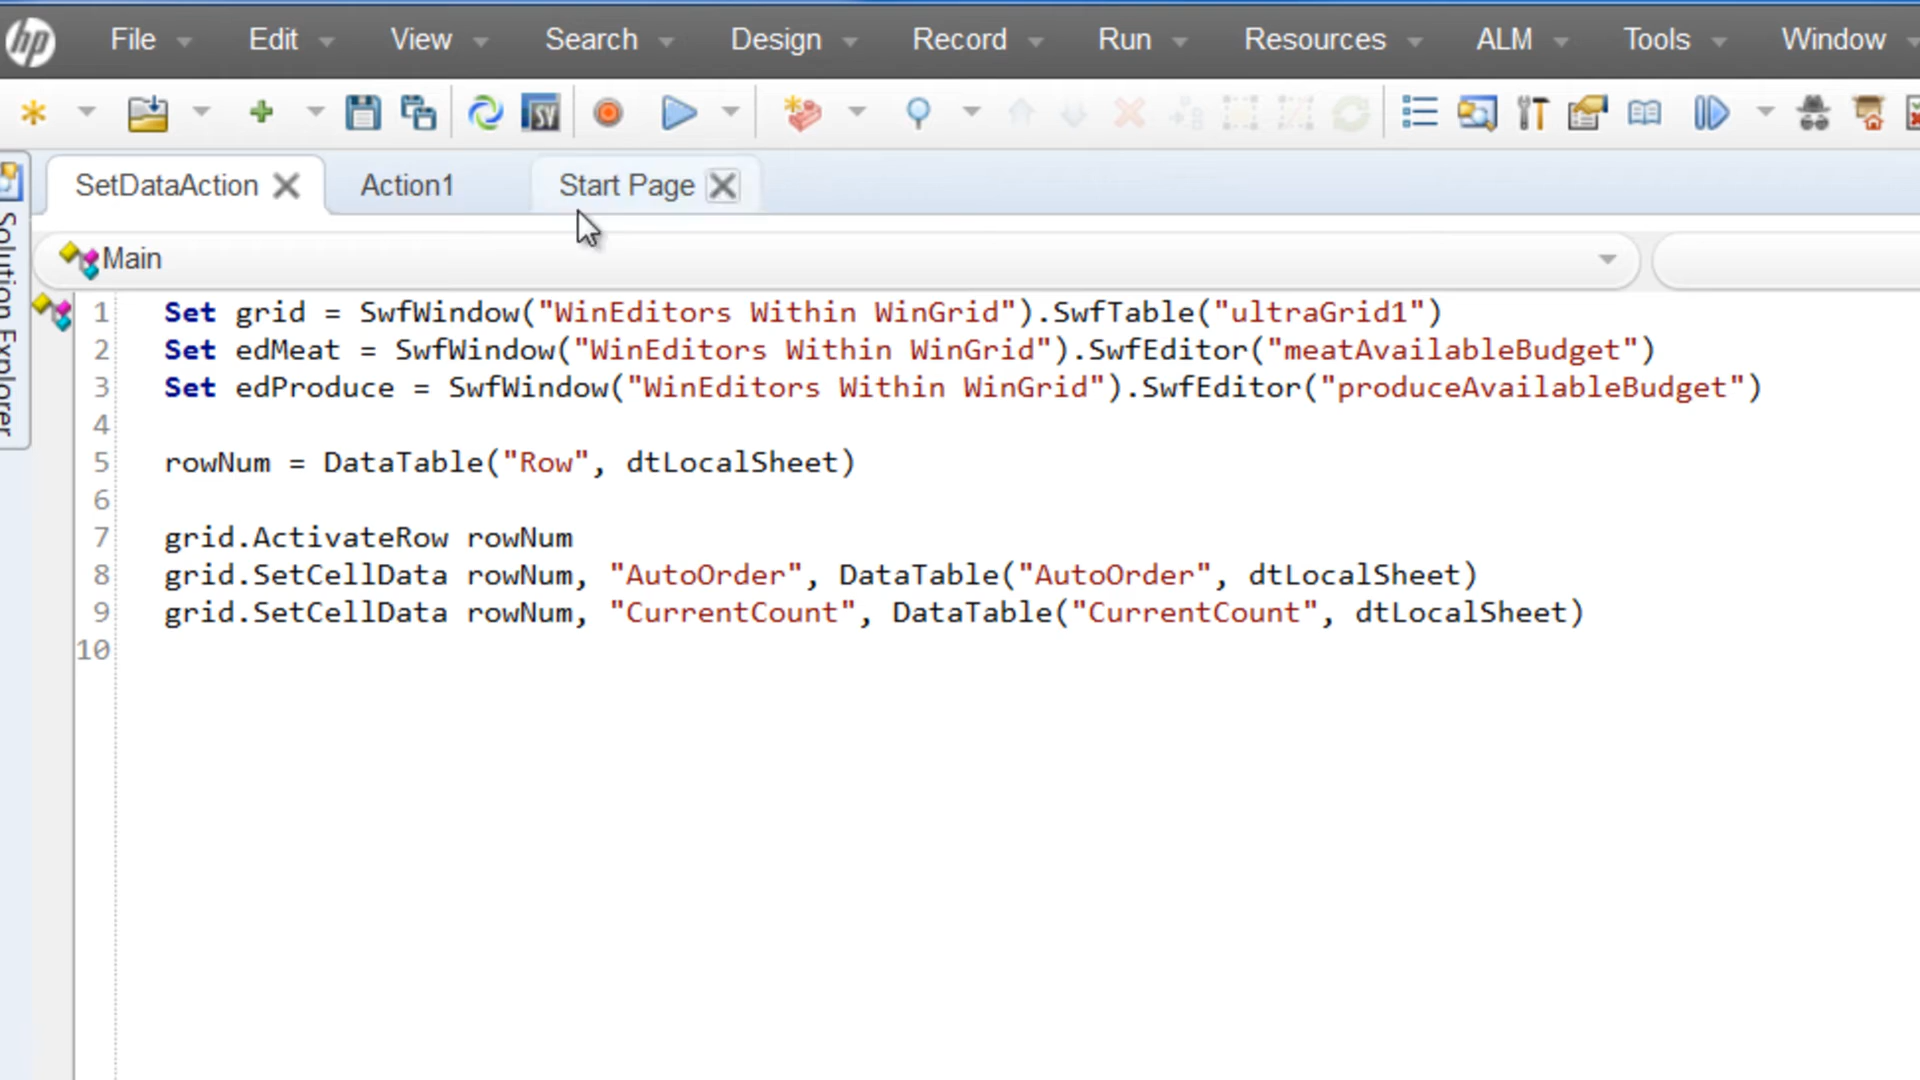 hp File Edit View Search Design Record Run Resources ALM Tools Window
SV
SetDataAction Action1 Start Page
Solution Explorer
Main
1 Set grid = SwfWindow("WinEditors Within WinGrid").SwfTable("ultraGrid1")
2 Set edMeat = SwfWindow("WinEditors Within WinGrid").SwfEditor("meatAvailableBudget")
3 Set edProduce = SwfWindow("WinEditors Within WinGrid").SwfEditor("produceAvailableBudget")
4
5 rowNum = DataTable("Row", dtLocalSheet)
6
7 grid.ActivateRow rowNum
8 grid.SetCellData rowNum, "AutoOrder", DataTable("AutoOrder", dtLocalSheet)
9 grid.SetCellData rowNum, "CurrentCount", DataTable("CurrentCount", dtLocalSheet)
10